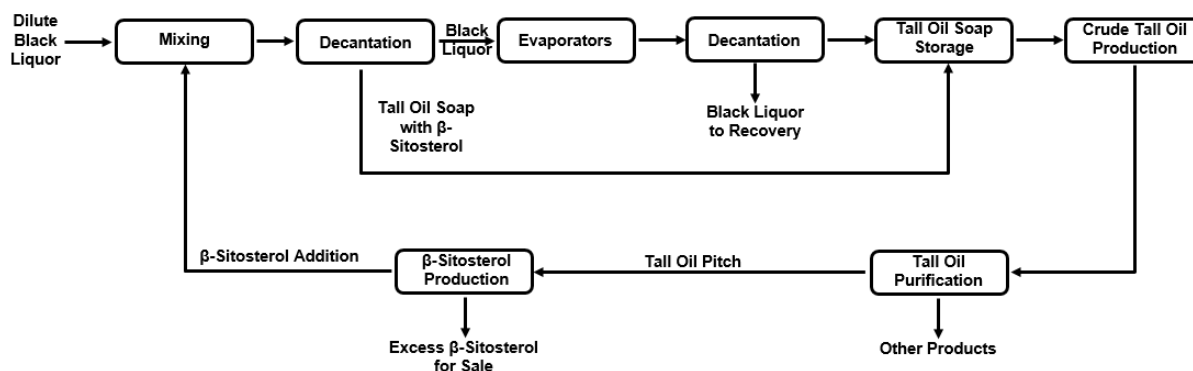 Dilute
Black
Liquor
Mixing
Decantation
Black
Liquor
Evaporators
Decantation
Tall Oil Soap
Storage
Crude Tall Oil
Production
Tall Oil Soap
with β-
Sitosterol
Black Liquor
to Recovery
β-Sitosterol Addition
β-Sitosterol
Production
Tall Oil Pitch
Tall Oil
Purification
Excess β-Sitosterol
for Sale
Other Products